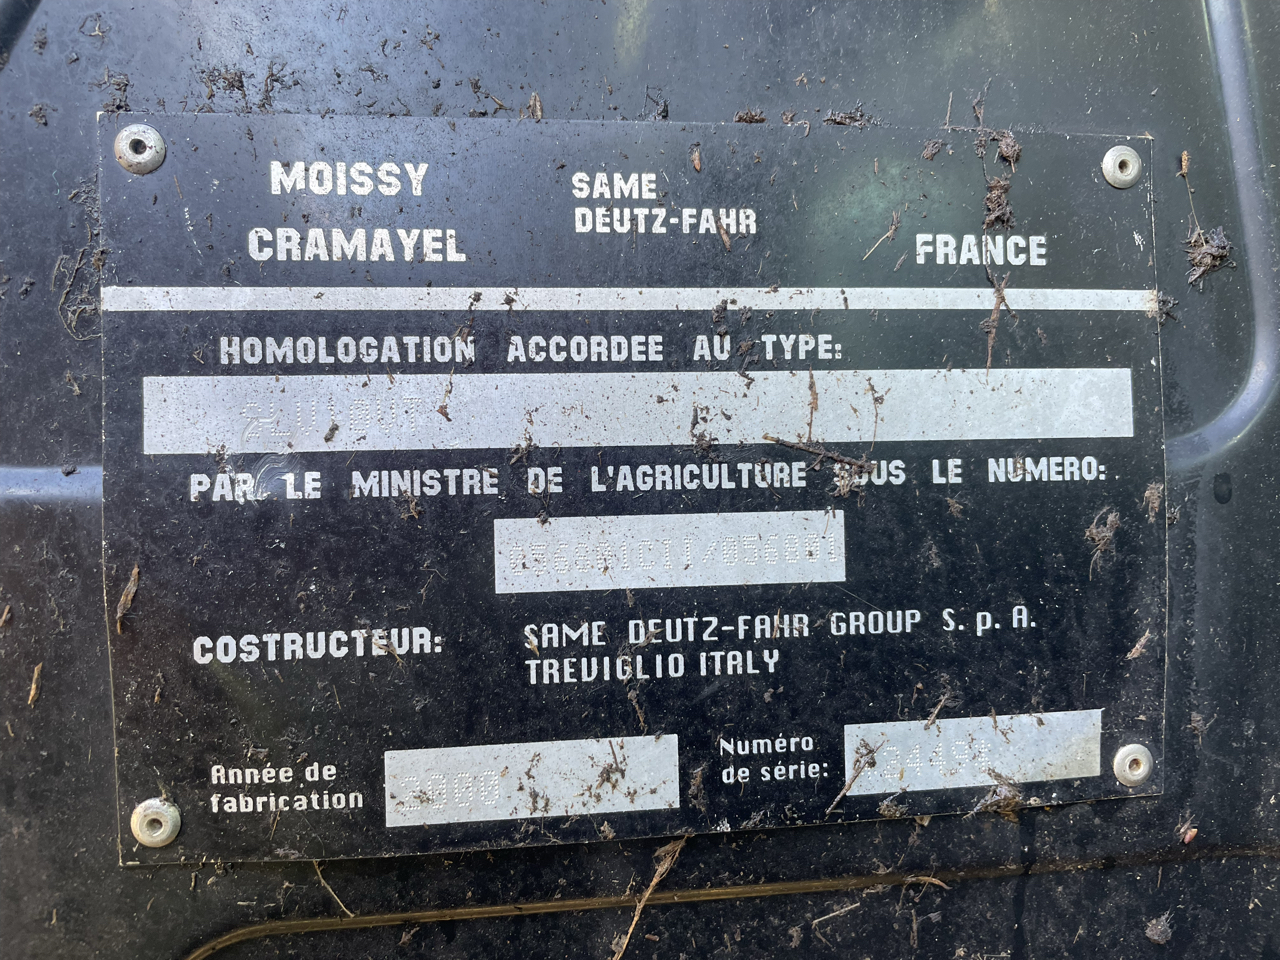 MOISSY
CRAMAYEL
SAME
DEUTZ-FAHR
FRANCE
HOMOLOGATION ACCORDEE AU TYPE:
PAR LE MINISTRE DE L'AGRICULTURE SOUS LE NUMERO:
COSTRUCTEUR:
SAME DEUTZ-FAHR GROUP S.p.A.
TREVIGLIO ITALY
Année de
fabrication
2000
Numéro
de série: